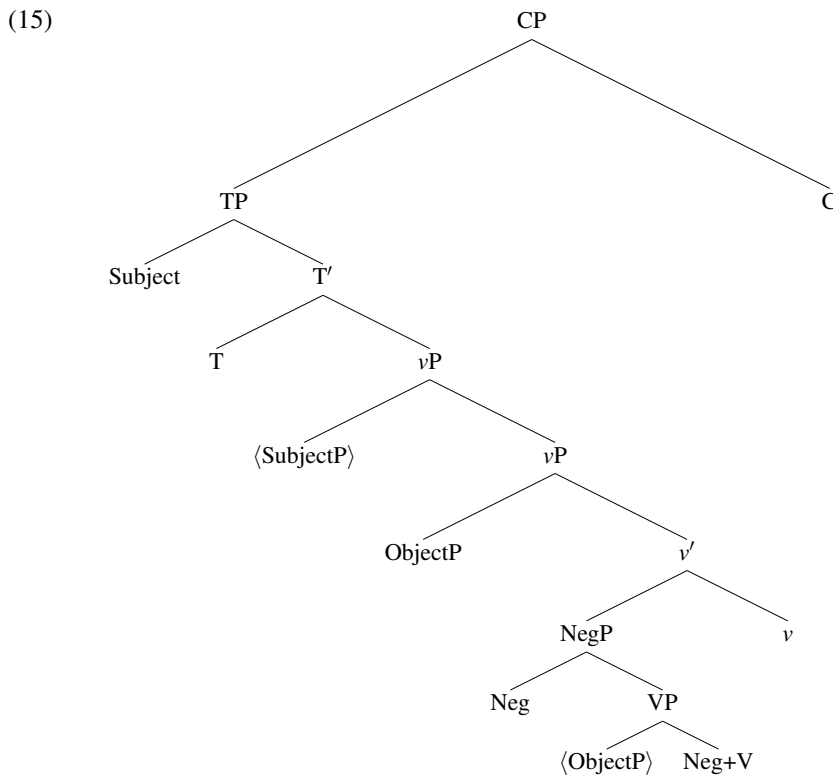 (15) CP
TP C
Subject T′
T vP
⟨SubjectP⟩ vP
ObjectP v′
NegP v
Neg VP
⟨ObjectP⟩ Neg+V